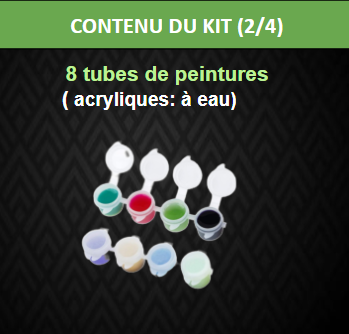 CONTENU DU KIT (2/4)
8 tubes de peintures
( acryliques: à eau)